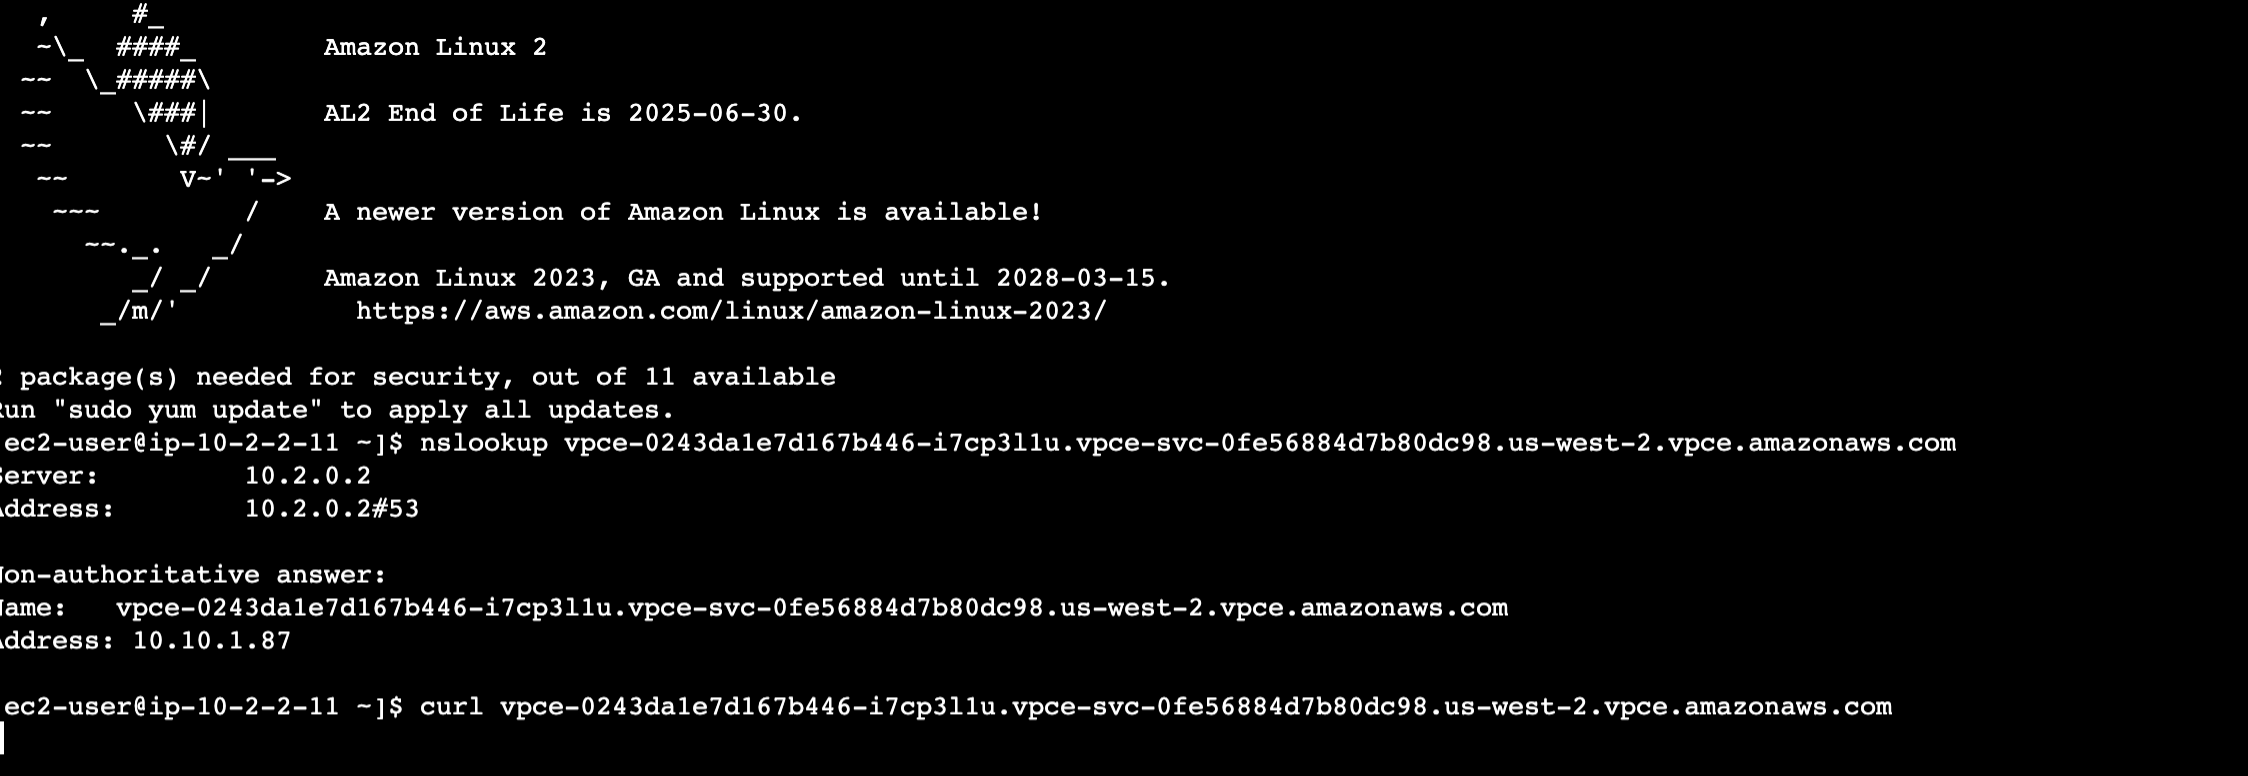 ,     #_
  ~\_  ####_        Amazon Linux 2
 ~~  \_#####\
 ~~     \###|       AL2 End of Life is 2025-06-30.
 ~~       \#/ ___
  ~~       V~' '->
   ~~~         /    A newer version of Amazon Linux is available!
     ~~._.   _/
        _/ _/       Amazon Linux 2023, GA and supported until 2028-03-15.
      _/m/'           https://aws.amazon.com/linux/amazon-linux-2023/
package(s) needed for security, out of 11 available
Run "sudo yum update" to apply all updates.
ec2-user@ip-10-2-2-11 ~]$ nslookup vpce-0243da1e7d167b446-i7cp3l1u.vpce-svc-0fe56884d7b80dc98.us-west-2.vpce.amazonaws.com
Server:         10.2.0.2
Address:        10.2.0.2#53
Non-authoritative answer:
Name:   vpce-0243da1e7d167b446-i7cp3l1u.vpce-svc-0fe56884d7b80dc98.us-west-2.vpce.amazonaws.com
Address: 10.10.1.87
ec2-user@ip-10-2-2-11 ~]$ curl vpce-0243da1e7d167b446-i7cp3l1u.vpce-svc-0fe56884d7b80dc98.us-west-2.vpce.amazonaws.com